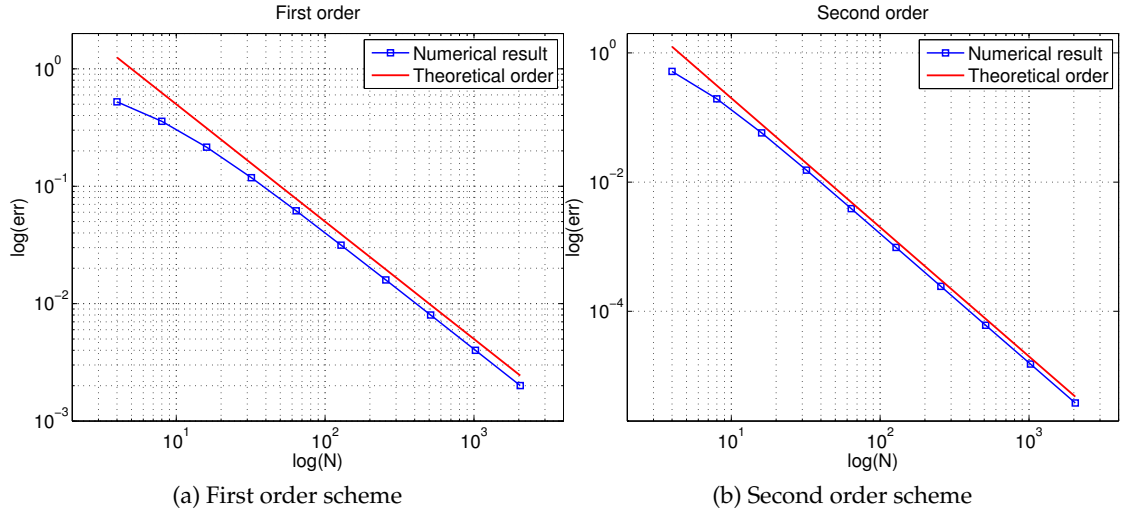 First order
Numerical result
Theoretical order
10^0
10^-1
10^-2
10^-3
log(err)
10^1
10^2
10^3
log(N)
(a) First order scheme
Second order
Numerical result
Theoretical order
10^0
10^-2
10^-4
log(err)
10^1
10^2
10^3
log(N)
(b) Second order scheme